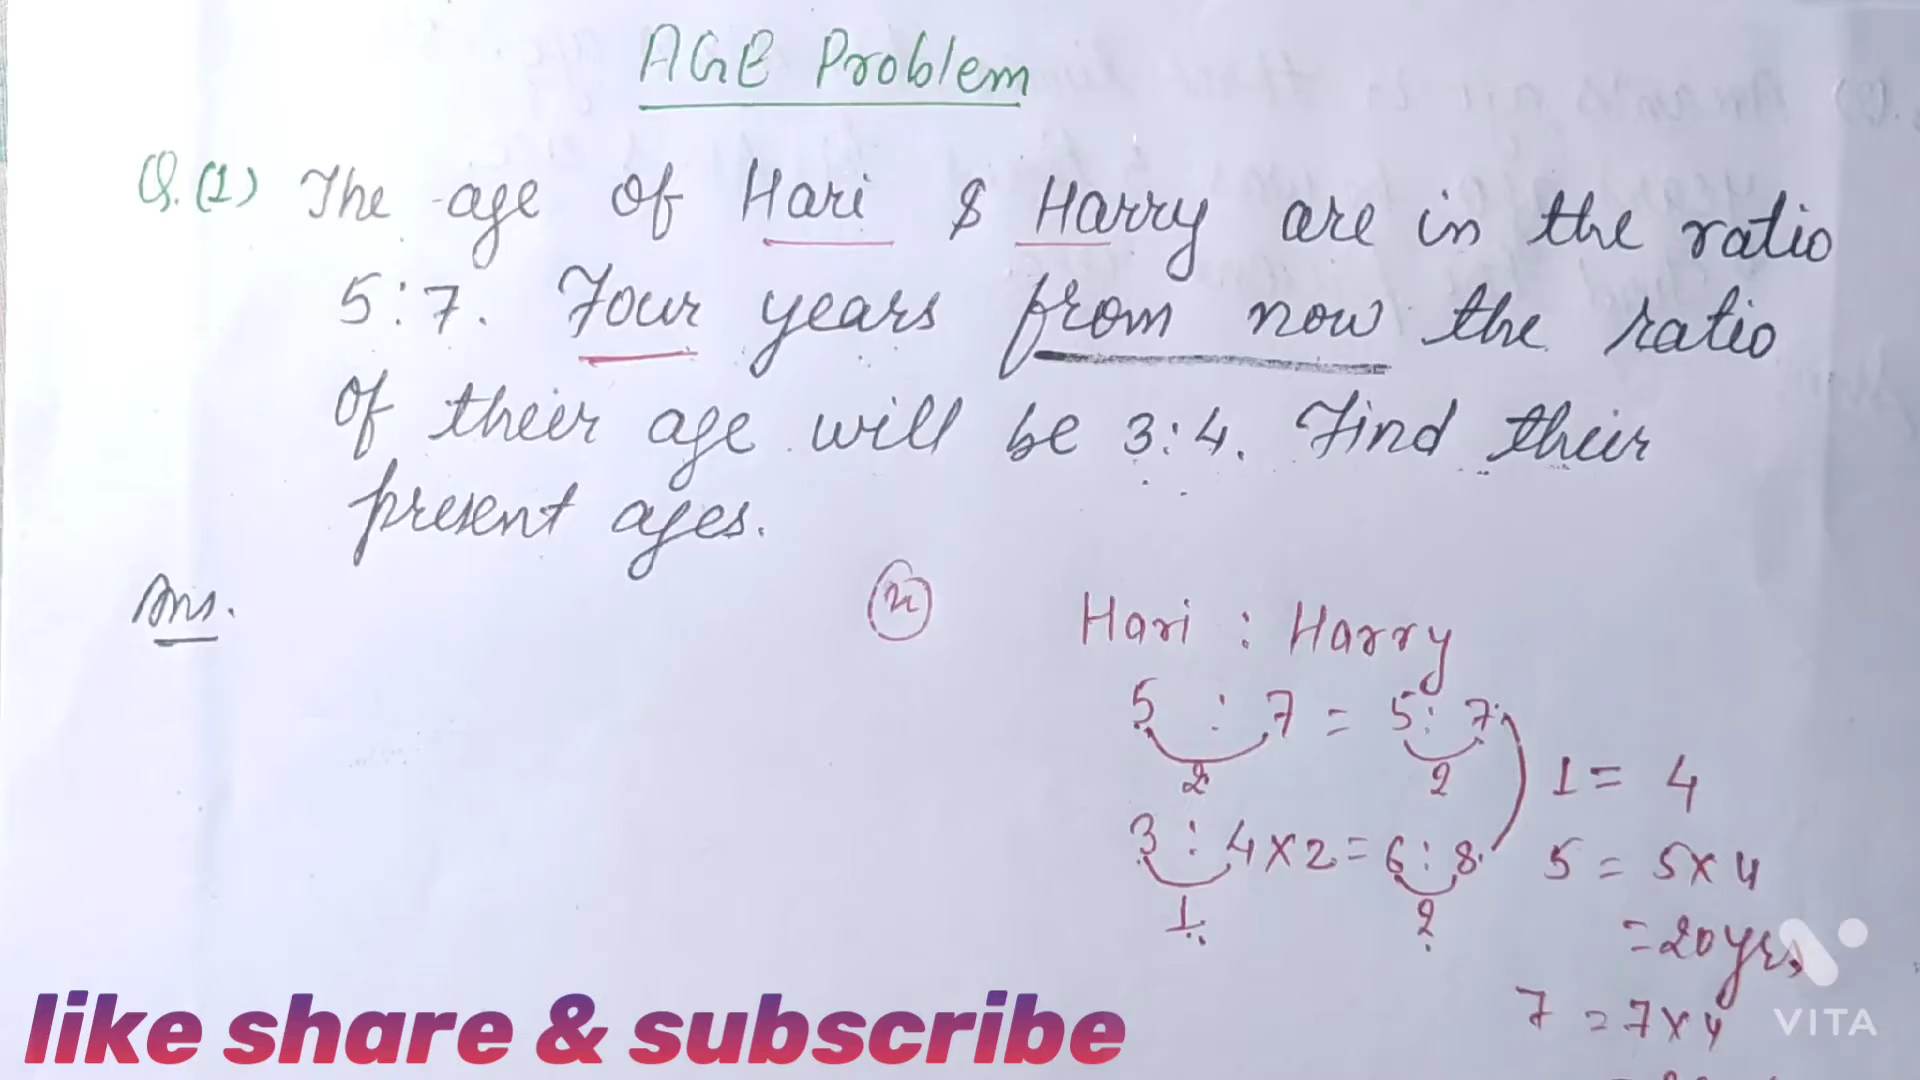 AGE Problem
Q.(1) The age of Hari & Harry are in the ratio
5:7. Four years from now the ratio
of their age will be 3:4. Find their
present ages.
Ans.
x
Hari : Harry
5 : 7 = 5 : 7
2 2
1 = 4
3 : 4 × 2 = 6 : 8
5 = 5 × 4
1 2
= 20 yrs
7 = 7 × 4
VITA
like share & subscribe